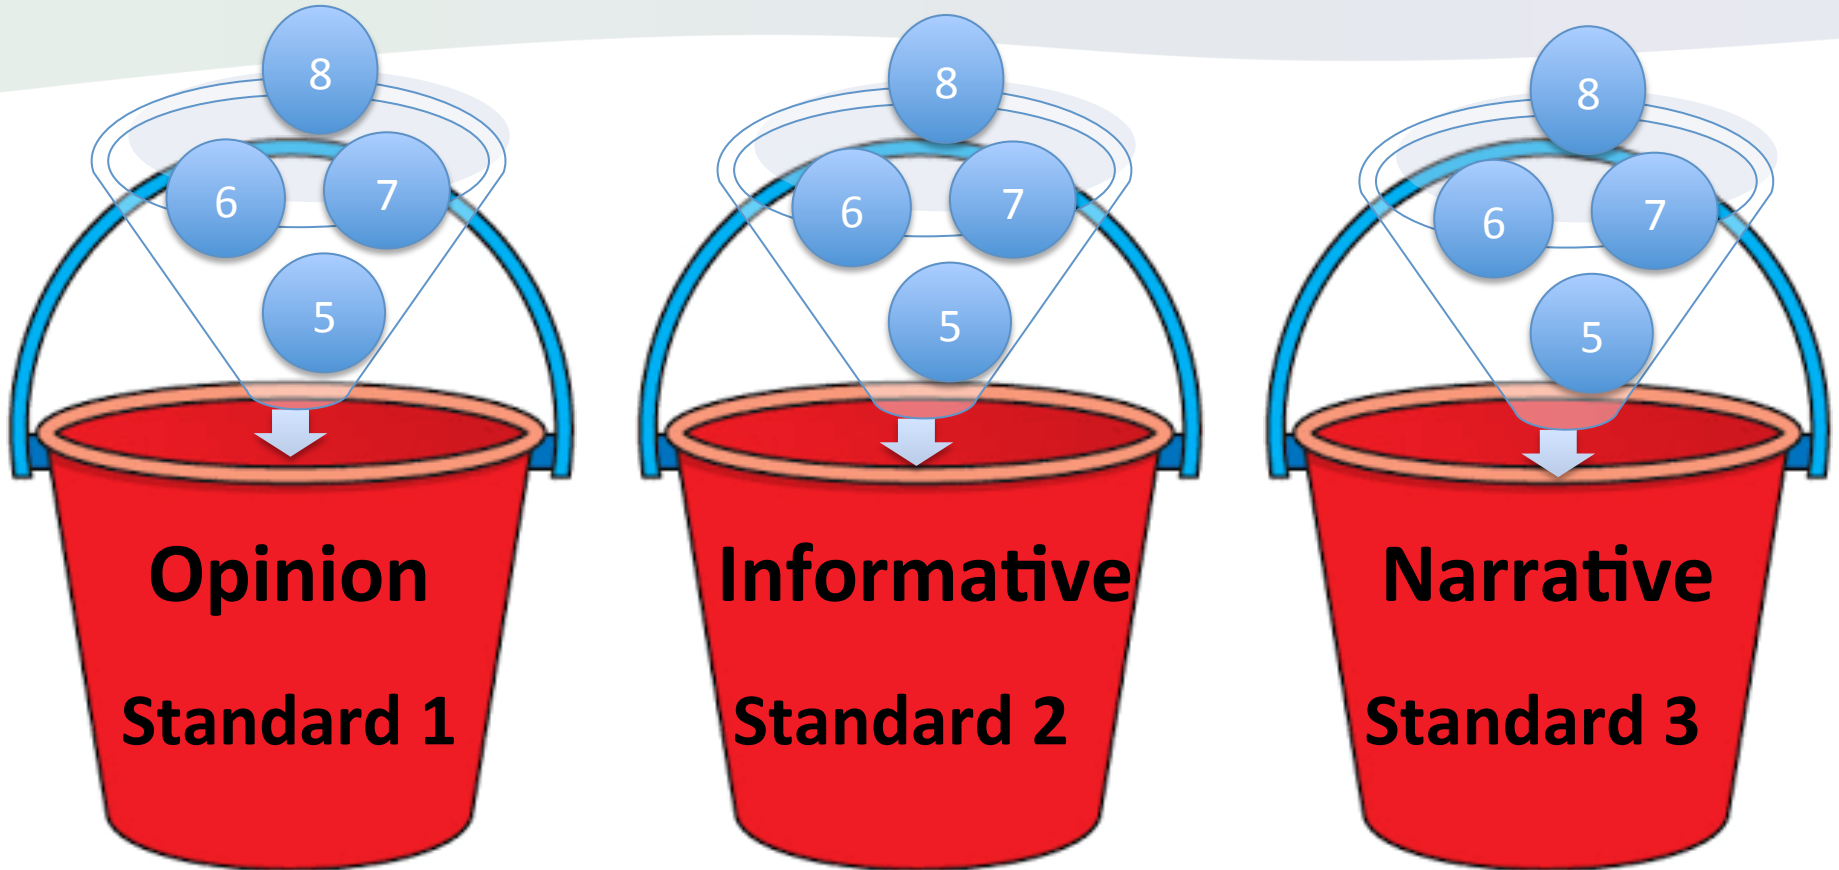 8 8 8
6 7 6 7 6 7
5 5 5
Opinion Informative Narrative
Standard 1 Standard 2 Standard 3